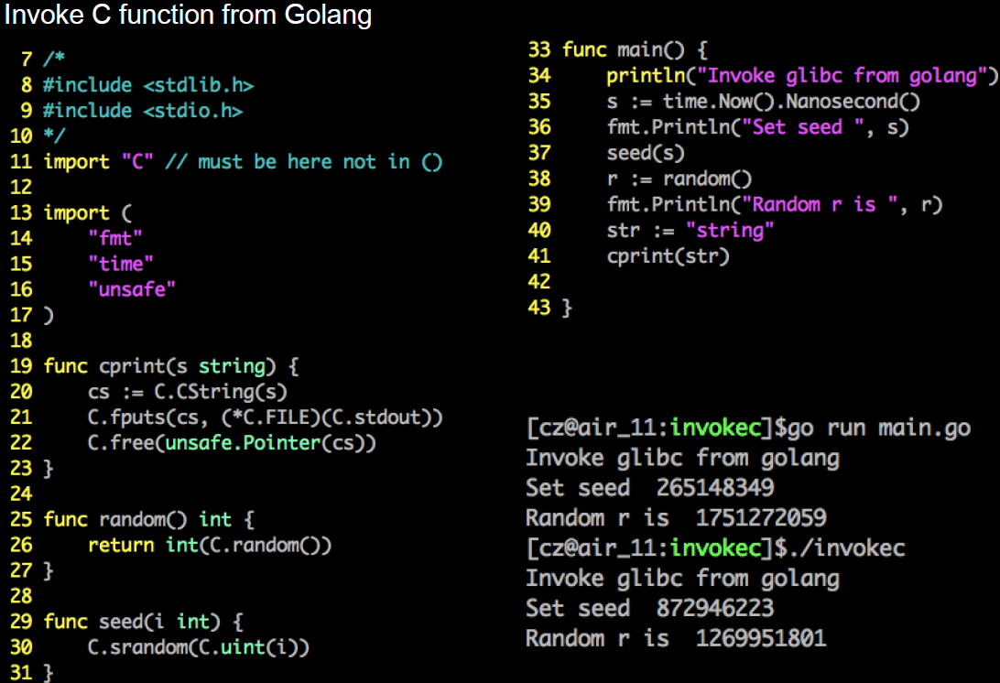 Invoke C function from Golang
7 /*
8 #include <stdlib.h>
9 #include <stdio.h>
10 */
11 import "C" // must be here not in ()
12
13 import (
14     "fmt"
15     "time"
16     "unsafe"
17 )
18
19 func cprint(s string) {
20     cs := C.CString(s)
21     C.fputs(cs, (*C.FILE)(C.stdout))
22     C.free(unsafe.Pointer(cs))
23 }
24
25 func random() int {
26     return int(C.random())
27 }
28
29 func seed(i int) {
30     C.srandom(C.uint(i))
31 }
33 func main() {
34     println("Invoke glibc from golang")
35     s := time.Now().Nanosecond()
36     fmt.Println("Set seed ", s)
37     seed(s)
38     r := random()
39     fmt.Println("Random r is ", r)
40     str := "string"
41     cprint(str)
42
43 }
[cz@air_11:invokec]$go run main.go
Invoke glibc from golang
Set seed  265148349
Random r is  1751272059
[cz@air_11:invokec]$./invokec
Invoke glibc from golang
Set seed  872946223
Random r is  1269951801